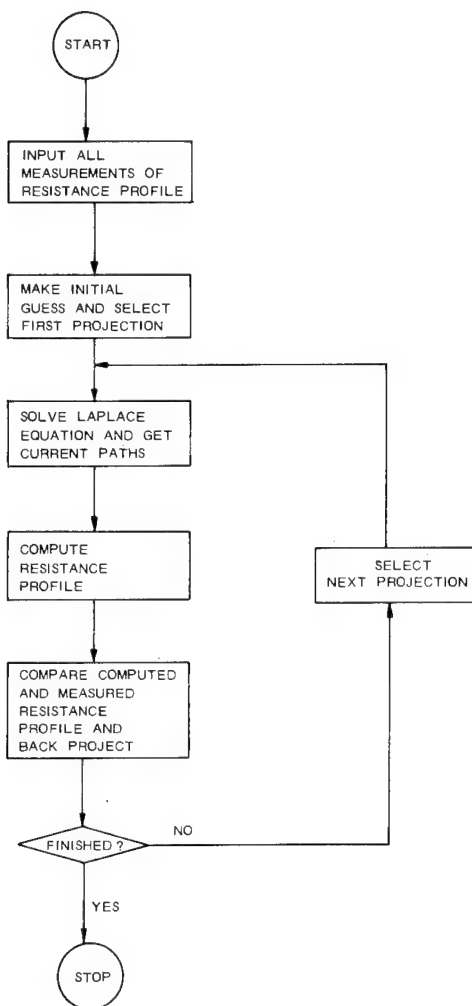 START
INPUT ALL
MEASUREMENTS OF
RESISTANCE PROFILE
MAKE INITIAL
GUESS AND SELECT
FIRST PROJECTION
SOLVE LAPLACE
EQUATION AND GET
CURRENT PATHS
COMPUTE
RESISTANCE
PROFILE
SELECT
NEXT PROJECTION
COMPARE COMPUTED
AND MEASURED
RESISTANCE
PROFILE AND
BACK PROJECT
FINISHED?
NO
YES
STOP